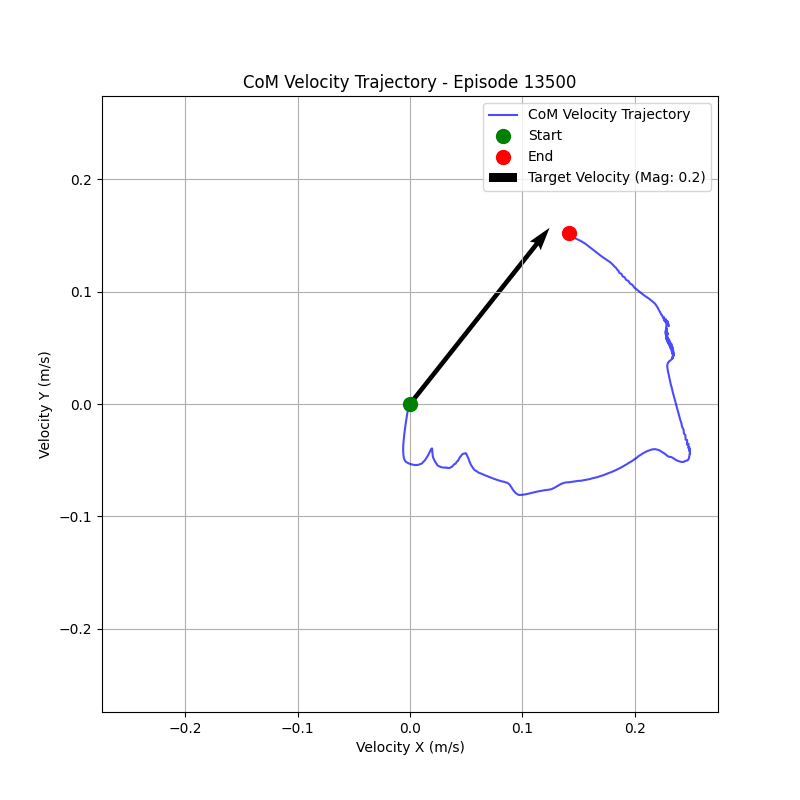 CoM Velocity Trajectory - Episode 13500
CoM Velocity Trajectory
Start
End
Target Velocity (Mag: 0.2)
Velocity Y (m/s)
0.2
0.1
0.0
−0.1
−0.2
−0.2
−0.1
0.0
0.1
0.2
Velocity X (m/s)